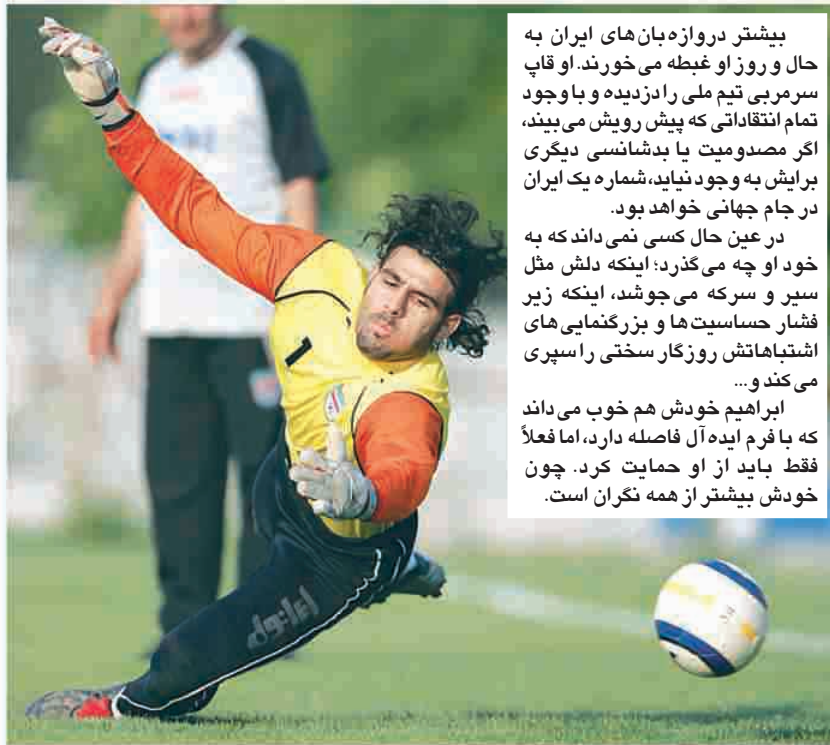 بیشتر دروازه‌بان‌های ایران به
حال و روز او غبطه می‌خورند. او قاپ
سرمربی تیم ملی را دزدیده و با وجود
تمام انتقاداتی که پیش رویش می‌بیند،
اگر مصدومیت یا بدشانسی دیگری
برایش به وجود نیاید، شماره یک ایران
در جام جهانی خواهد بود.
در عین حال کسی نمی‌داند که به
خود او چه می‌گذرد؛ اینکه دلش مثل
سیر و سرکه می‌جوشد، اینکه زیر
فشار حساسیت‌ها و بزرگنمایی‌های
اشتباهاتش روزگار سختی را سپری
می‌کند و...
ابراهیم خودش هم خوب می‌داند
که با فرم ایده‌آل فاصله دارد، اما فعلاً
فقط باید از او حمایت کرد. چون
خودش بیشتر از همه نگران است.
1